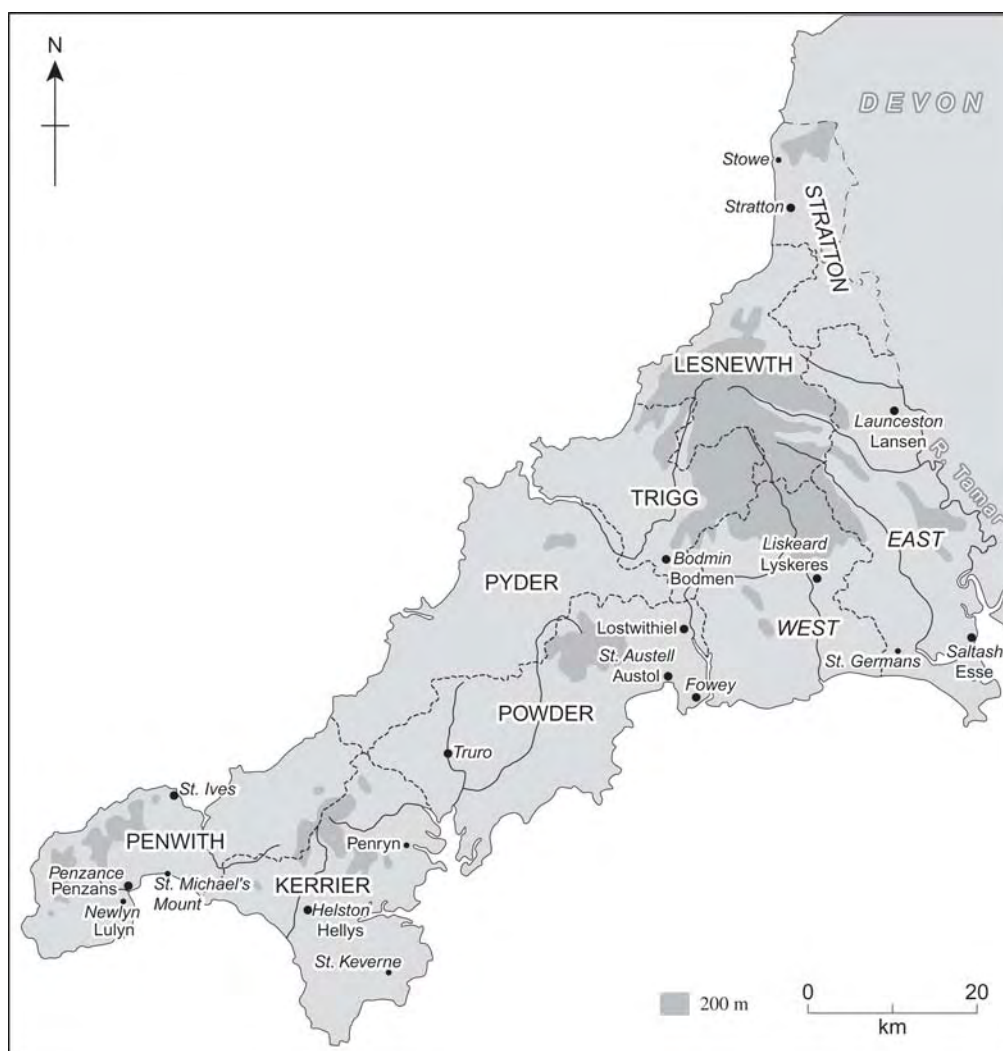 N
DEVON
Stowe
Stratton
STRATTON
LESNEWTH
Launceston
Lansen
R. Tamar
TRIGG
EAST
Bodmin
Bodmen
Liskeard
Lyskeres
PYDER
Lostwithiel
WEST
St. Austell
Austol
St. Germans
Saltash
Esse
Fowey
POWDER
Truro
St. Ives
PENWITH
Penryn
Penzance
Penzans
St. Michael's
Mount
KERRIER
Newlyn
Lulyn
Helston
Hellys
St. Keverne
200 m
0 20
km